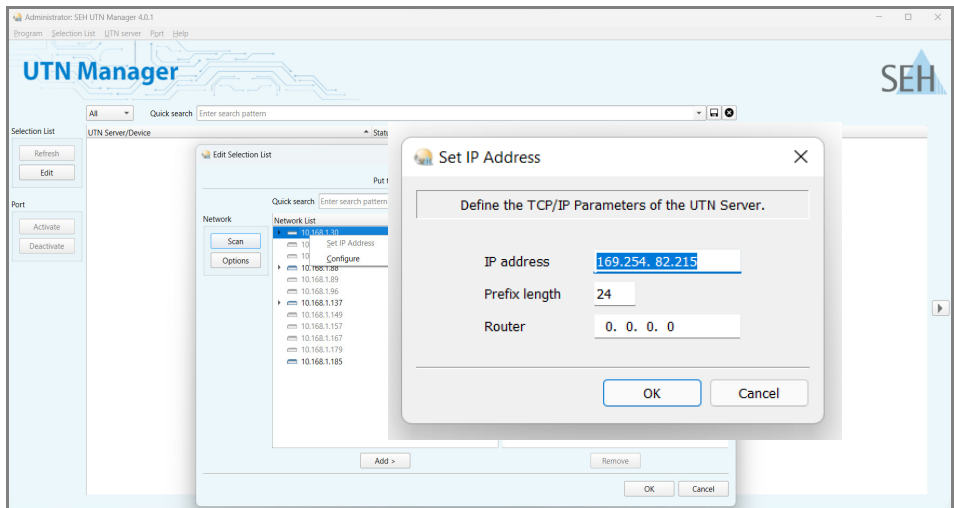 Administrator: SEH UTN Manager 4.0.1
Program Selection List UTN server Port Help
UTN Manager
SEH
All
Quick search
Enter search pattern
Selection List
UTN Server/Device
Statu
Refresh
Edit
Port
Activate
Deactivate
Edit Selection List
Put t
Quick search
Enter search pattern
Network
Network List
Scan
Options
10.168.1.30
10
10
10.168.1.88
10.168.1.89
10.168.1.96
10.168.1.137
10.168.1.149
10.168.1.157
10.168.1.167
10.168.1.179
10.168.1.185
Set IP Address
Configure
Add >
Remove
OK
Cancel
Set IP Address
Define the TCP/IP Parameters of the UTN Server.
IP address
169.254. 82.215
Prefix length
24
Router
0. 0. 0. 0
OK
Cancel